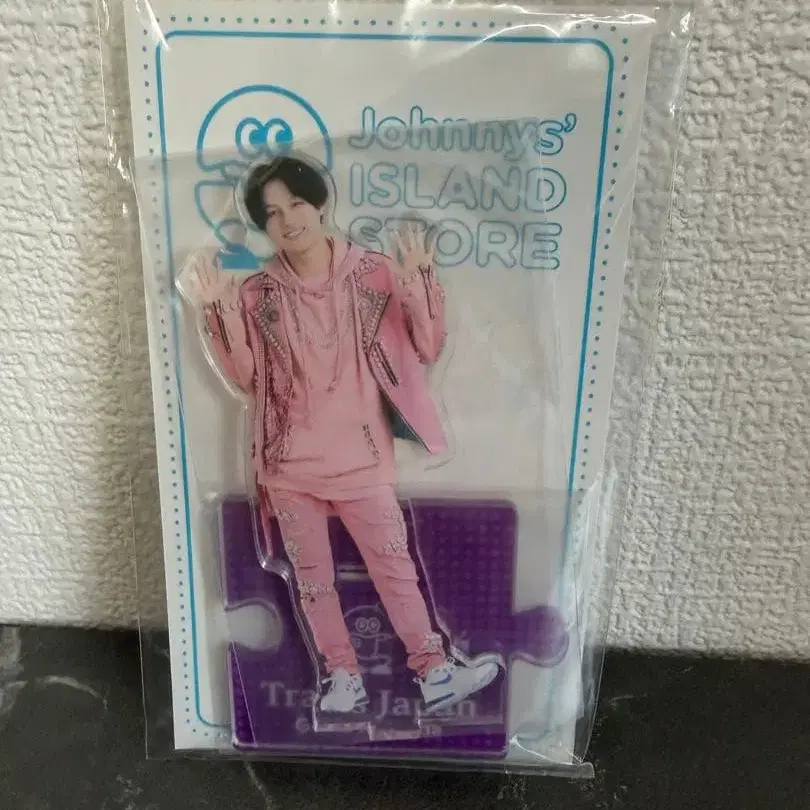 Johnnys'
ISLAND
STORE
Travis Japan